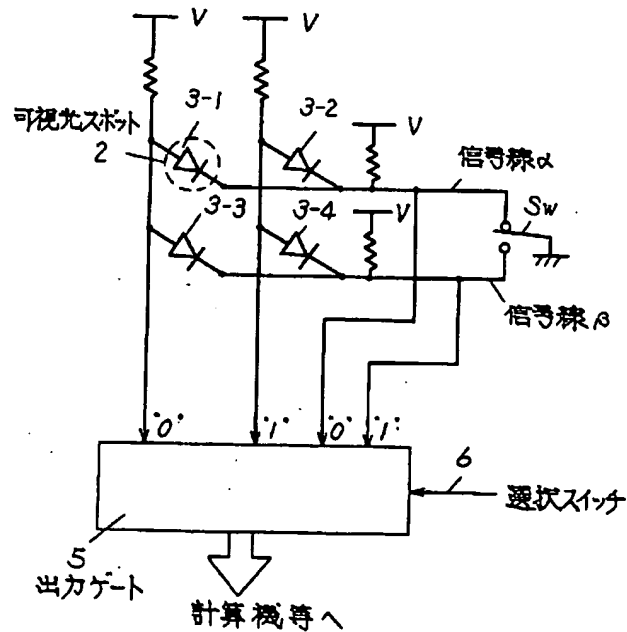 V
V
可視光スポット
2
3-1
3-2
V
信号線α
3-3
3-4
V
SW
信号線β
"0"
"1"
"0"
"1"
6
選択スイッチ
5
出力ゲート
計算機等へ